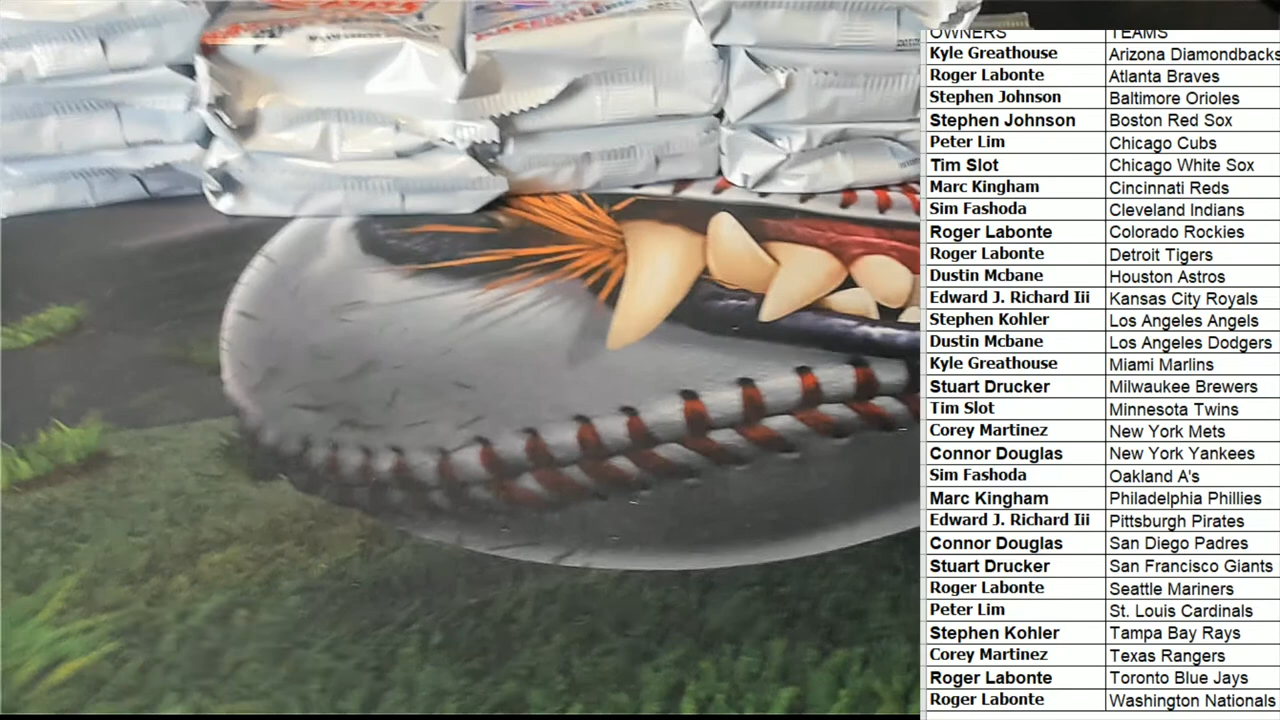 OWNERS TEAMS
Kyle Greathouse Arizona Diamondbacks
Roger Labonte Atlanta Braves
Stephen Johnson Baltimore Orioles
Stephen Johnson Boston Red Sox
Peter Lim Chicago Cubs
Tim Slot Chicago White Sox
Marc Kingham Cincinnati Reds
Sim Fashoda Cleveland Indians
Roger Labonte Colorado Rockies
Roger Labonte Detroit Tigers
Dustin Mcbane Houston Astros
Edward J. Richard Iii Kansas City Royals
Stephen Kohler Los Angeles Angels
Dustin Mcbane Los Angeles Dodgers
Kyle Greathouse Miami Marlins
Stuart Drucker Milwaukee Brewers
Tim Slot Minnesota Twins
Corey Martinez New York Mets
Connor Douglas New York Yankees
Sim Fashoda Oakland A's
Marc Kingham Philadelphia Phillies
Edward J. Richard Iii Pittsburgh Pirates
Connor Douglas San Diego Padres
Stuart Drucker San Francisco Giants
Roger Labonte Seattle Mariners
Peter Lim St. Louis Cardinals
Stephen Kohler Tampa Bay Rays
Corey Martinez Texas Rangers
Roger Labonte Toronto Blue Jays
Roger Labonte Washington Nationals